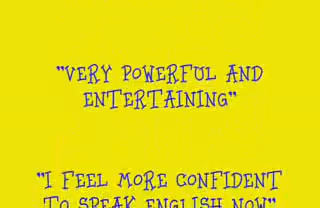 "VERY POWERFUL AND
ENTERTAINING"
"I FEEL MORE CONFIDENT
TO SPEAK ENGLISH NOW"